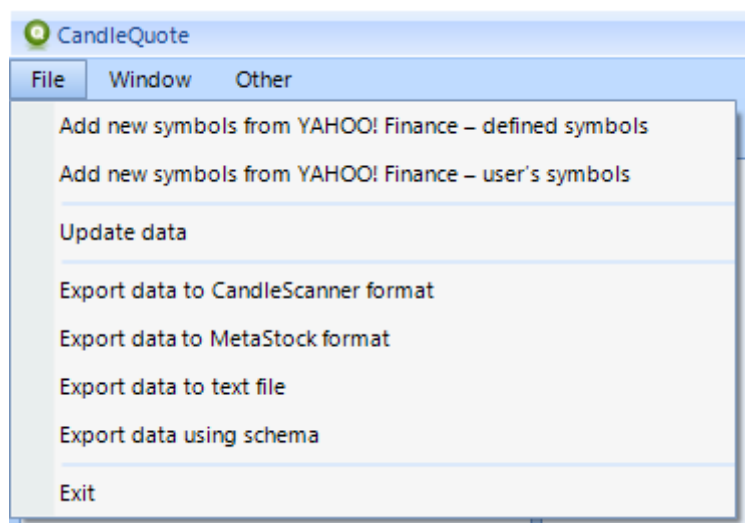 CandleQuote
File Window Other
Add new symbols from YAHOO! Finance – defined symbols
Add new symbols from YAHOO! Finance – user's symbols
Update data
Export data to CandleScanner format
Export data to MetaStock format
Export data to text file
Export data using schema
Exit